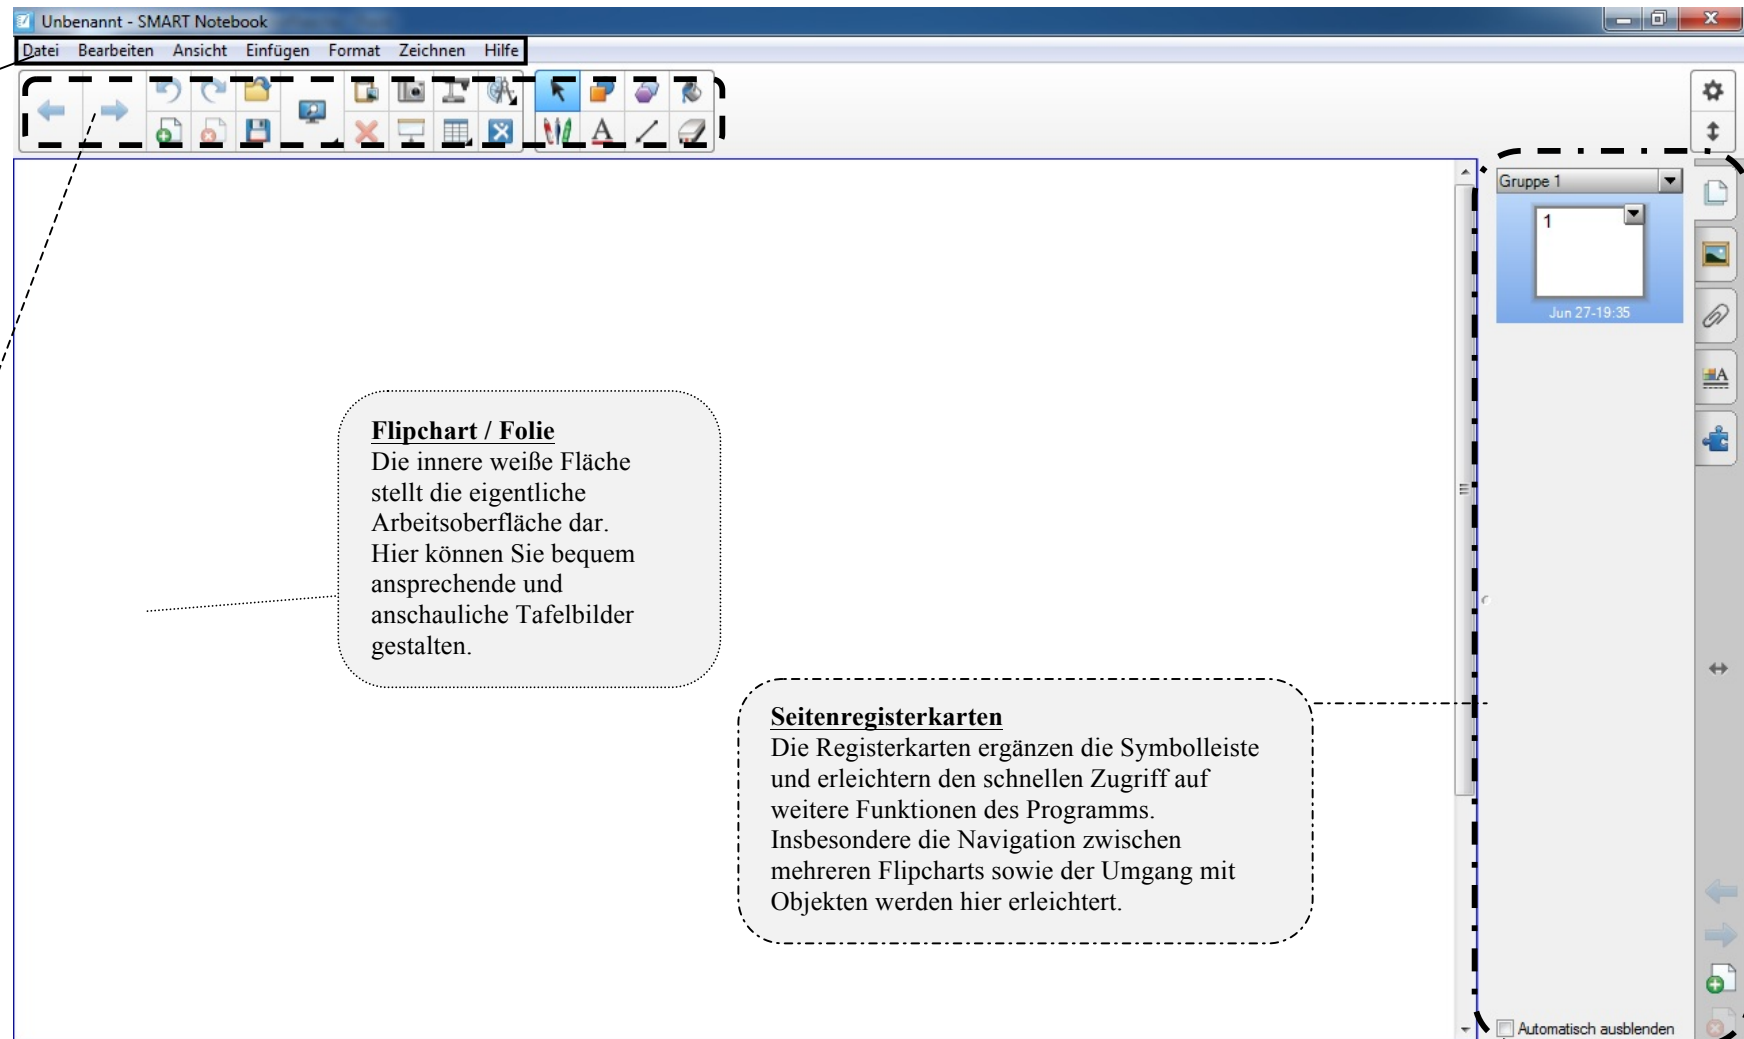 Unbenannt - SMART Notebook
Datei Bearbeiten Ansicht Einfügen Format Zeichnen Hilfe
Gruppe 1
1
Jun 27-19:35
Flipchart / Folie
Die innere weiße Fläche
stellt die eigentliche
Arbeitsoberfläche dar.
Hier können Sie bequem
ansprechende und
anschauliche Tafelbilder
gestalten.
Seitenregisterkarten
Die Registerkarten ergänzen die Symbolleiste
und erleichtern den schnellen Zugriff auf
weitere Funktionen des Programms.
Insbesondere die Navigation zwischen
mehreren Flipcharts sowie der Umgang mit
Objekten werden hier erleichtert.
Automatisch ausblenden